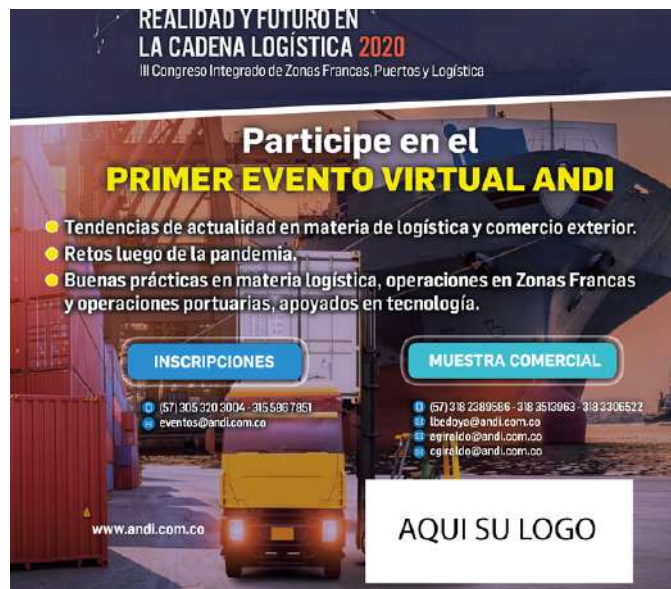 REALIDAD Y FUTURO EN
LA CADENA LOGÍSTICA 2020
III Congreso Integrado de Zonas Francas, Puertos y Logística
Participe en el
PRIMER EVENTO VIRTUAL ANDI
Tendencias de actualidad en materia de logística y comercio exterior.
Retos luego de la pandemia.
Buenas prácticas en materia logística, operaciones en Zonas Francas
y operaciones portuarias, apoyados en tecnología.
INSCRIPCIONES
(57) 305 320 3004 - 315 586 7851
eventos@andi.com.co
MUESTRA COMERCIAL
(57) 318 2389586 - 318 3513963 - 318 3306522
lbedoya@andi.com.co
agiraldo@andi.com.co
cgiraldo@andi.com.co
www.andi.com.co
AQUI SU LOGO